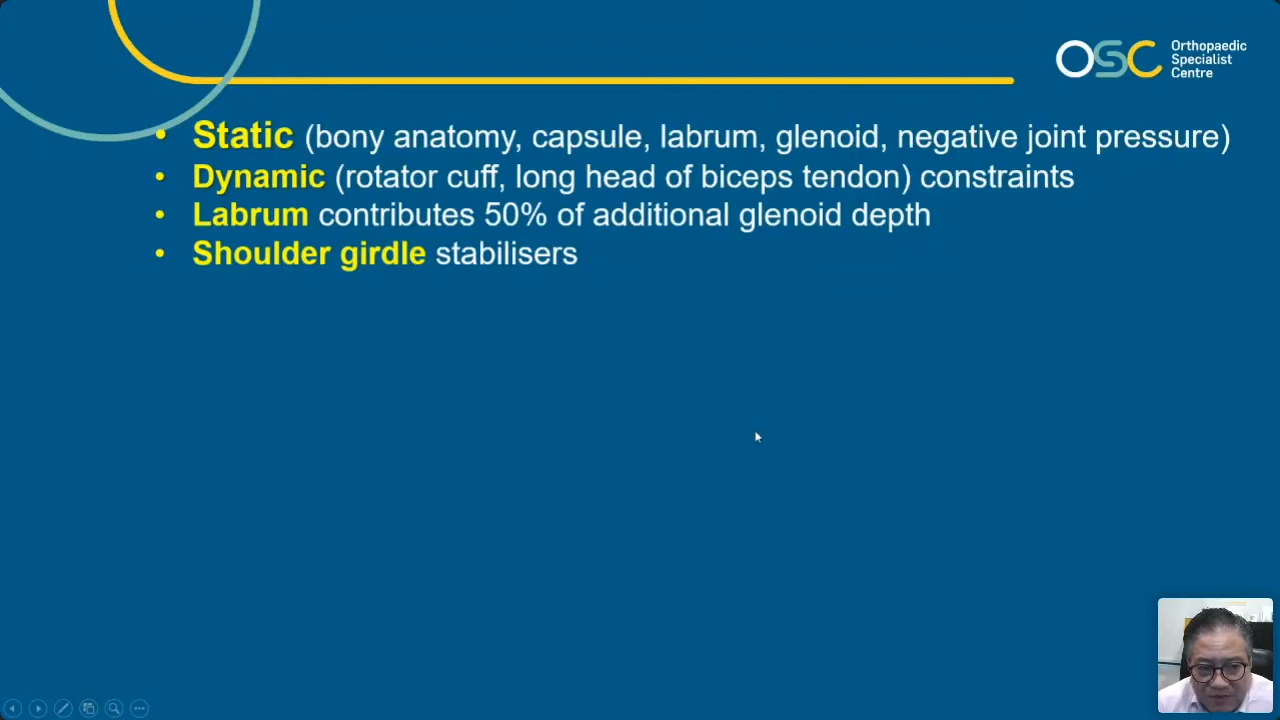 OSC Orthopaedic
Specialist
Centre
• Static (bony anatomy, capsule, labrum, glenoid, negative joint pressure)
• Dynamic (rotator cuff, long head of biceps tendon) constraints
• Labrum contributes 50% of additional glenoid depth
• Shoulder girdle stabilisers